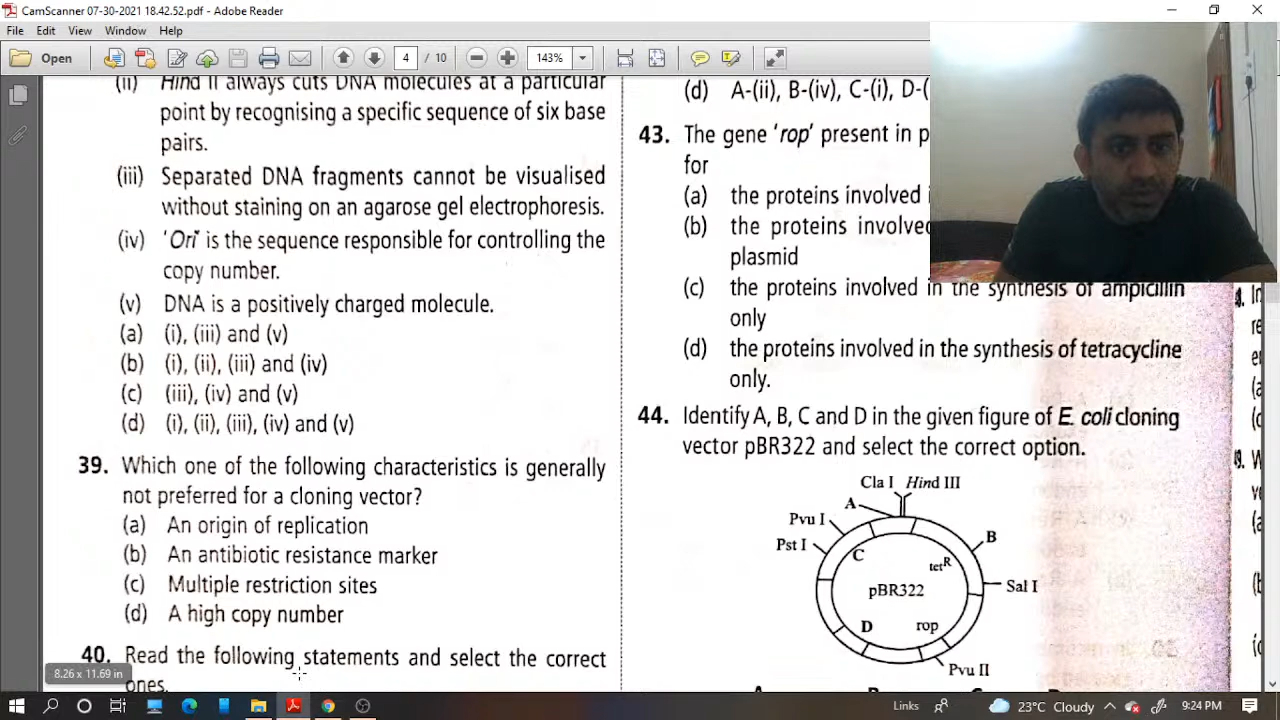 CamScanner 07-30-2021 18.42.52.pdf - Adobe Reader
File Edit View Window Help
Open 4 / 10 143%
(ii) Hind II always cuts DNA molecules at a particular
point by recognising a specific sequence of six base
pairs.
(iii) Separated DNA fragments cannot be visualised
without staining on an agarose gel electrophoresis.
(iv) 'Ori' is the sequence responsible for controlling the
copy number.
(v) DNA is a positively charged molecule.
(a) (i), (iii) and (v)
(b) (i), (ii), (iii) and (iv)
(c) (iii), (iv) and (v)
(d) (i), (ii), (iii), (iv) and (v)
39. Which one of the following characteristics is generally
not preferred for a cloning vector?
(a) An origin of replication
(b) An antibiotic resistance marker
(c) Multiple restriction sites
(d) A high copy number
40. Read the following statements and select the correct
ones.
8.26 x 11.69 in
(d) A-(ii), B-(iv), C-(i), D-(
43. The gene 'rop' present in p
for
(a) the proteins involved
(b) the proteins involved
plasmid
(c) the proteins involved in the synthesis of ampicillin
only
(d) the proteins involved in the synthesis of tetracycline
only.
44. Identify A, B, C and D in the given figure of E. coli cloning
vector pBR322 and select the correct option.
Cla I Hind III
A
Pvu I
B
Pst I
C
tetR
Sal I
pBR322
D
rop
Pvu II
Links 23°C Cloudy 9:24 PM